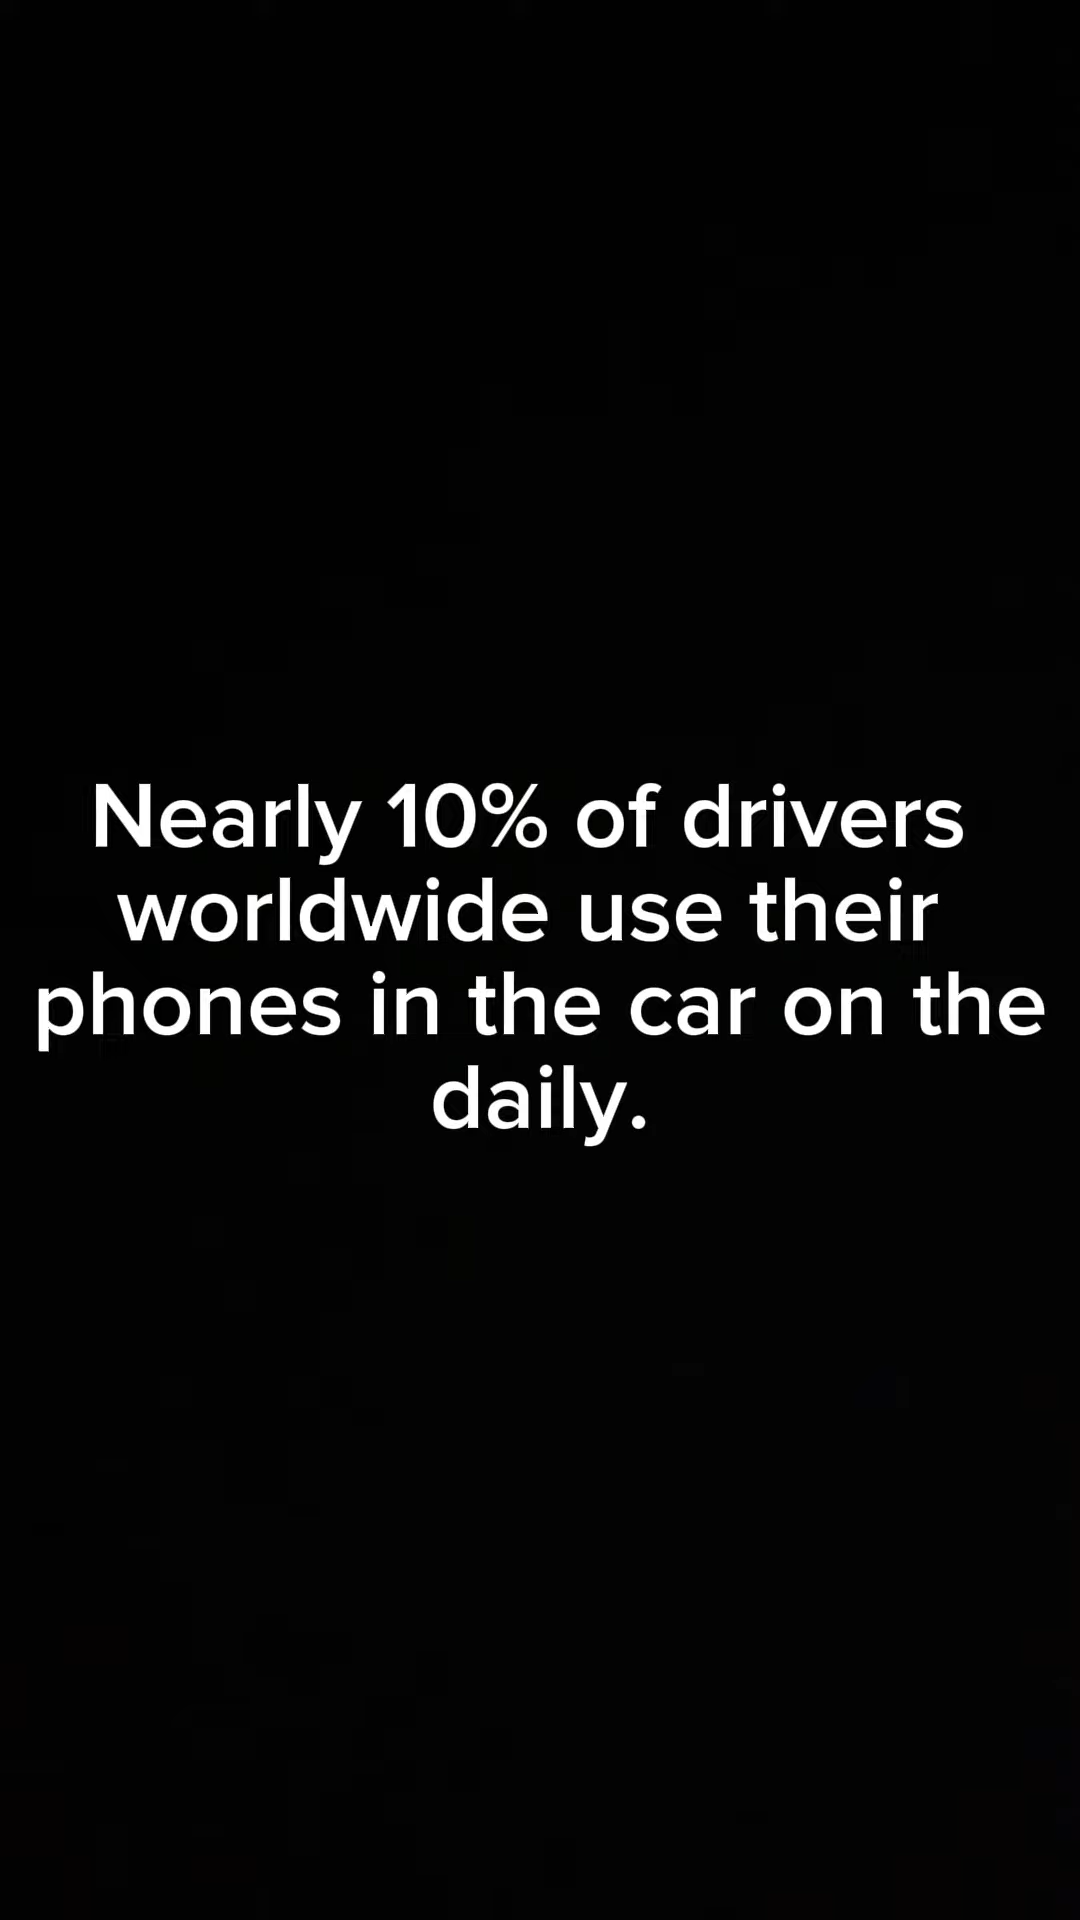 Nearly 10% of drivers
worldwide use their
phones in the car on the
daily.